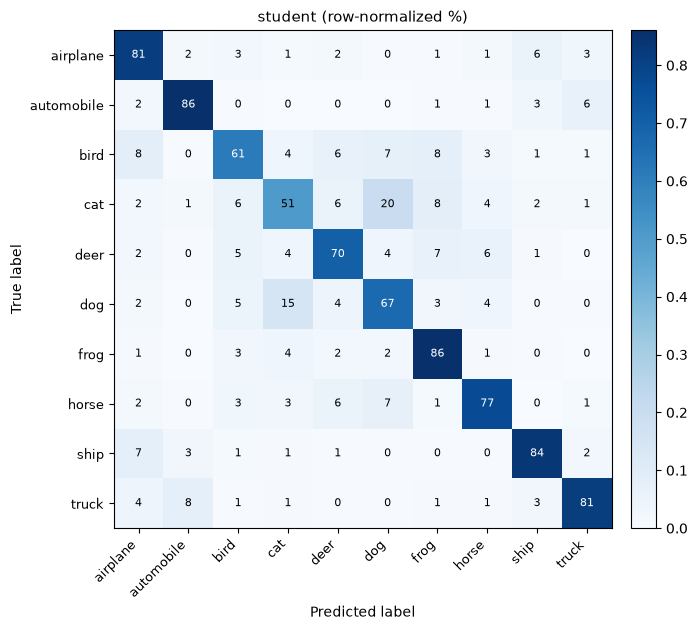 student (row-normalized %)
airplane 81 2 3 1 2 0 1 1 6 3
automobile 2 86 0 0 0 0 1 1 3 6
bird 8 0 61 4 6 7 8 3 1 1
cat 2 1 6 51 6 20 8 4 2 1
deer 2 0 5 4 70 4 7 6 1 0
dog 2 0 5 15 4 67 3 4 0 0
frog 1 0 3 4 2 2 86 1 0 0
horse 2 0 3 3 6 7 1 77 0 1
ship 7 3 1 1 1 0 0 0 84 2
truck 4 8 1 1 0 0 1 1 3 81
airplane automobile bird cat deer dog frog horse ship truck
Predicted label
True label
0.8
0.7
0.6
0.5
0.4
0.3
0.2
0.1
0.0